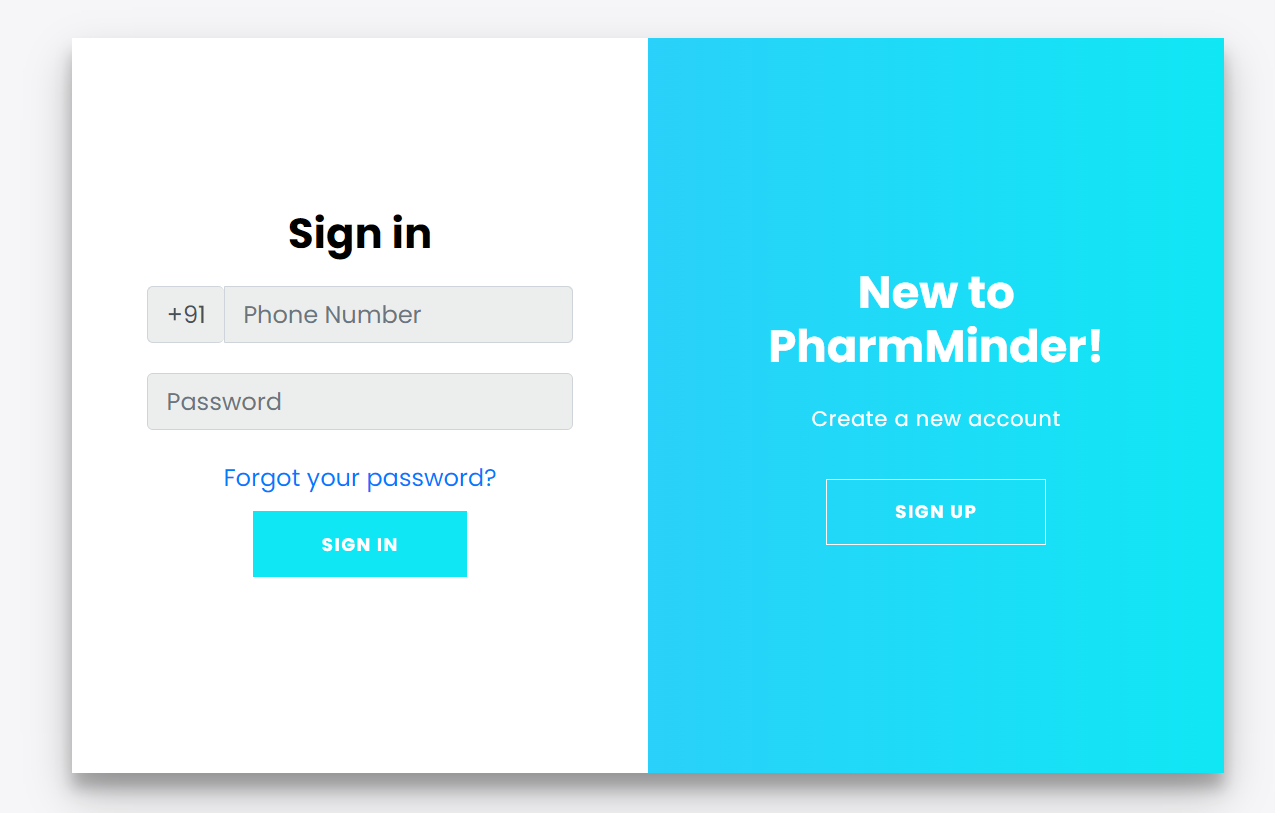 Sign in
+91 Phone Number
Password
Forgot your password?
SIGN IN
New to
PharmMinder!
Create a new account
SIGN UP